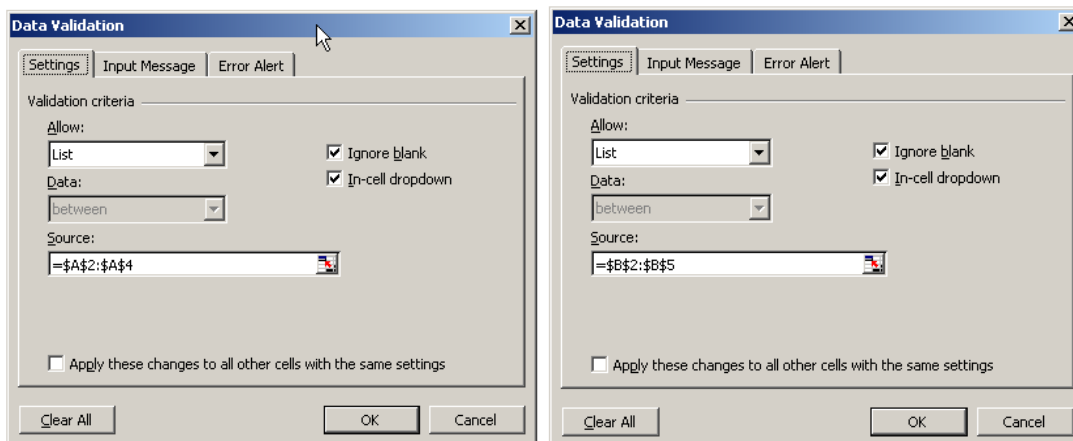 Data Validation
Settings Input Message Error Alert
Validation criteria
Allow:
List
Ignore blank
Data:
In-cell dropdown
between
Source:
=$A$2:$A$4
Apply these changes to all other cells with the same settings
Clear All OK Cancel
Data Validation
Settings Input Message Error Alert
Validation criteria
Allow:
List
Ignore blank
Data:
In-cell dropdown
between
Source:
=$B$2:$B$5
Apply these changes to all other cells with the same settings
Clear All OK Cancel